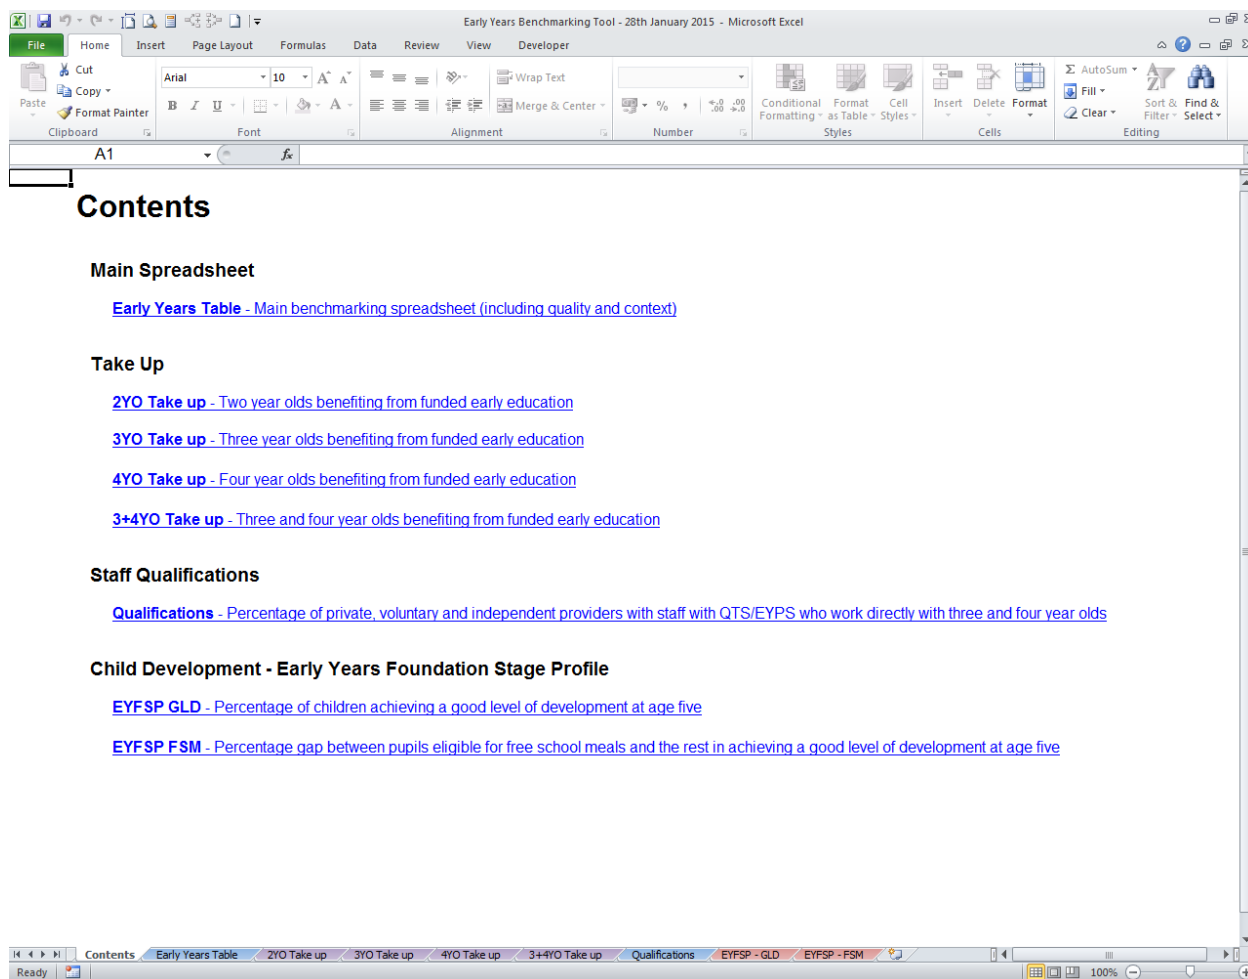 Early Years Benchmarking Tool - 28th January 2015 - Microsoft Excel
File Home Insert Page Layout Formulas Data Review View Developer
Cut
Copy
Format Painter
Paste
Clipboard
Arial 10
B I U
Font
Wrap Text
Merge & Center
Alignment
%
Number
Conditional Formatting
Format as Table
Cell Styles
Styles
Insert Delete Format
Cells
Σ AutoSum
Fill
Clear
Sort & Filter
Find & Select
Editing
A1 fx
Contents
Main Spreadsheet
Early Years Table - Main benchmarking spreadsheet (including quality and context)
Take Up
2YO Take up - Two year olds benefiting from funded early education
3YO Take up - Three year olds benefiting from funded early education
4YO Take up - Four year olds benefiting from funded early education
3+4YO Take up - Three and four year olds benefiting from funded early education
Staff Qualifications
Qualifications - Percentage of private, voluntary and independent providers with staff with QTS/EYPS who work directly with three and four year olds
Child Development - Early Years Foundation Stage Profile
EYFSP GLD - Percentage of children achieving a good level of development at age five
EYFSP FSM - Percentage gap between pupils eligible for free school meals and the rest in achieving a good level of development at age five
Contents Early Years Table 2YO Take up 3YO Take up 4YO Take up 3+4YO Take up Qualifications EYFSP - GLD EYFSP - FSM
Ready 100%